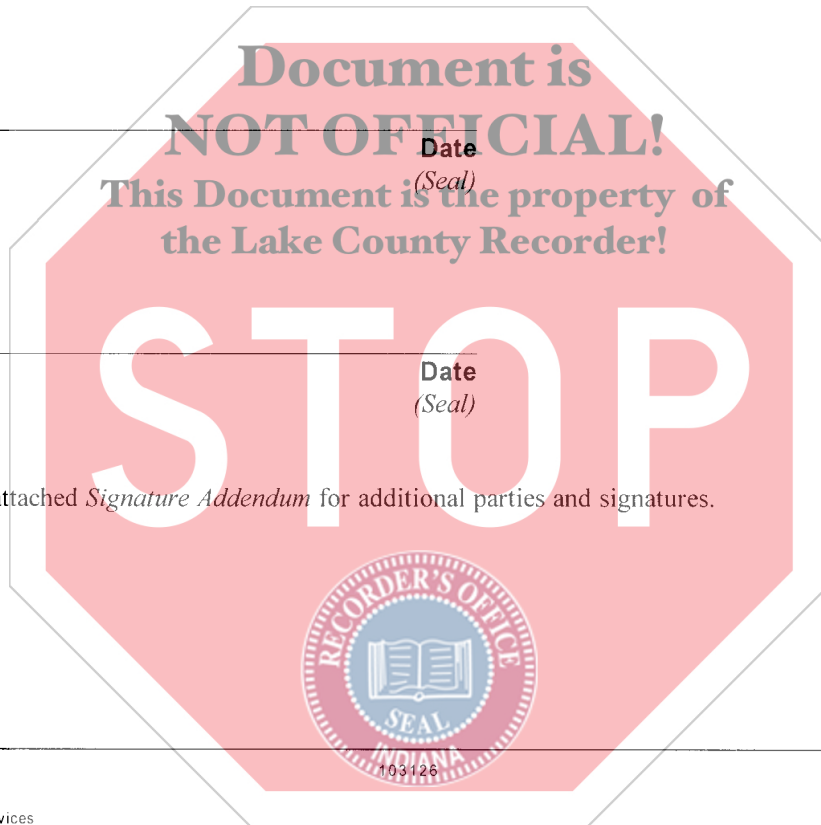 Document is
NOT OFFICIAL!
Date
(Seal)
This Document is the property of
the Lake County Recorder!
STOP
Date
(Seal)
attached Signature Addendum for additional parties and signatures.
RECORDER'S OFFICE
SEAL
INDIANA
103126
vices